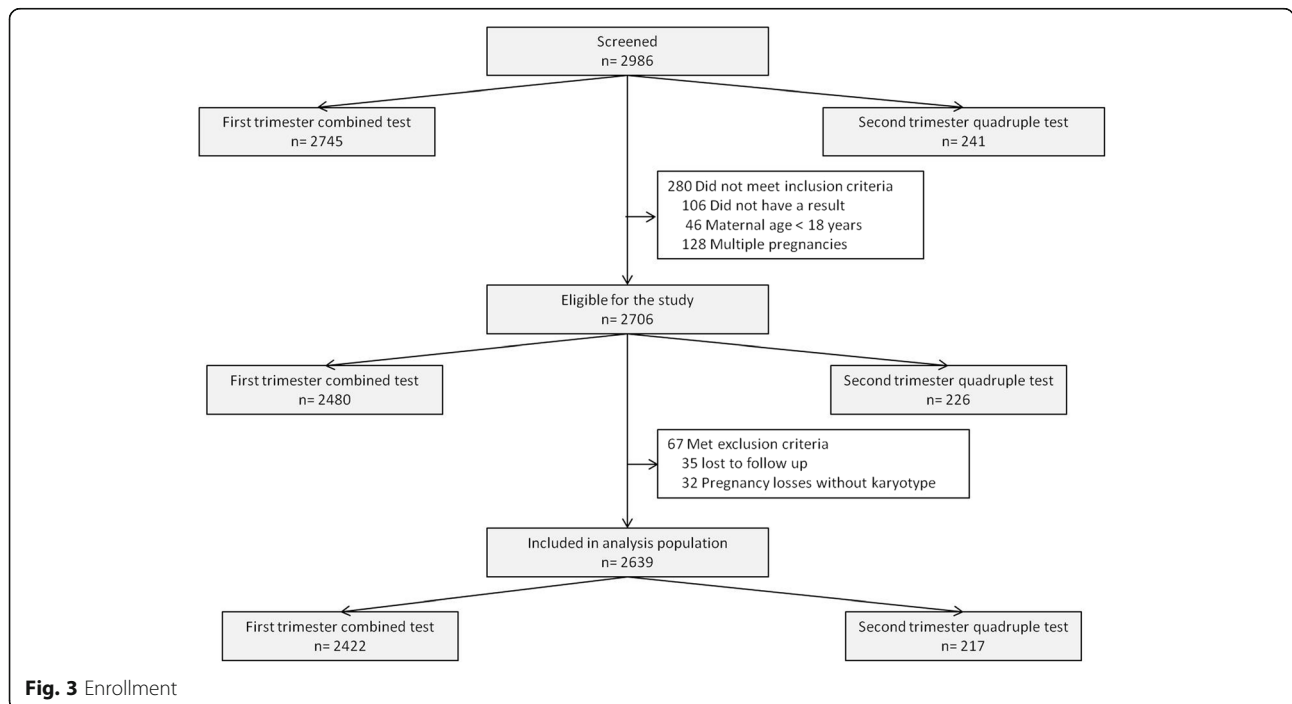 Screened
n= 2986
First trimester combined test
n= 2745
Second trimester quadruple test
n= 241
280 Did not meet inclusion criteria
106 Did not have a result
46 Maternal age < 18 years
128 Multiple pregnancies
Eligible for the study
n= 2706
First trimester combined test
n= 2480
Second trimester quadruple test
n= 226
67 Met exclusion criteria
35 lost to follow up
32 Pregnancy losses without karyotype
Included in analysis population
n= 2639
First trimester combined test
n= 2422
Second trimester quadruple test
n= 217
Fig. 3 Enrollment